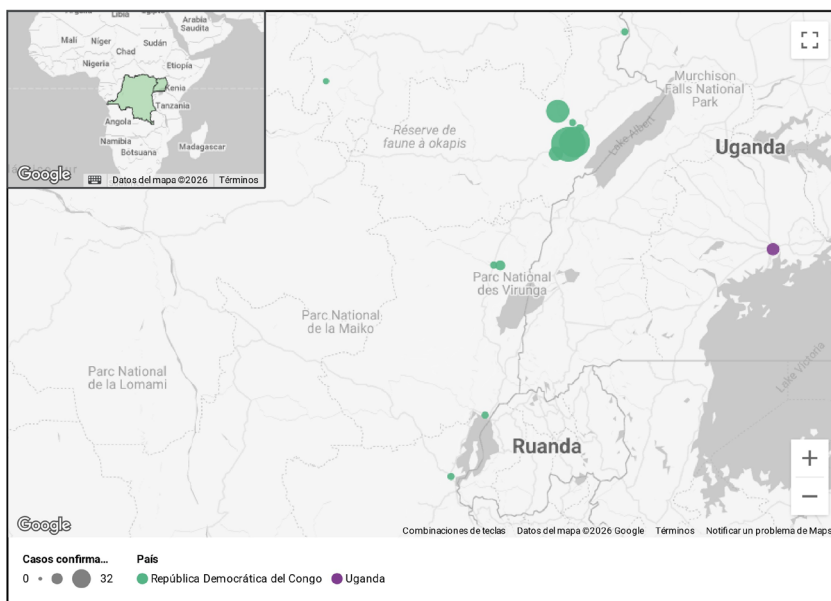 Libia
Arabia
Saudita
Malí
Níger
Sudán
Chad
Nigeria
Etiopía
Kenia
Tanzania
Angola
Namibia
Botsuana
Madagascar
Google
Datos del mapa ©2026
Términos
Murchison
Falls National
Park
Réserve de
faune à okapis
Lake Albert
Uganda
Parc National
des Virunga
Parc National
de la Maiko
Parc National
de la Lomami
Lake Victoria
Ruanda
+
−
Google
Combinaciones de teclas
Datos del mapa ©2026 Google
Términos
Notificar un problema de Maps
Casos confirma...
País
0
32
República Democrática del Congo
Uganda